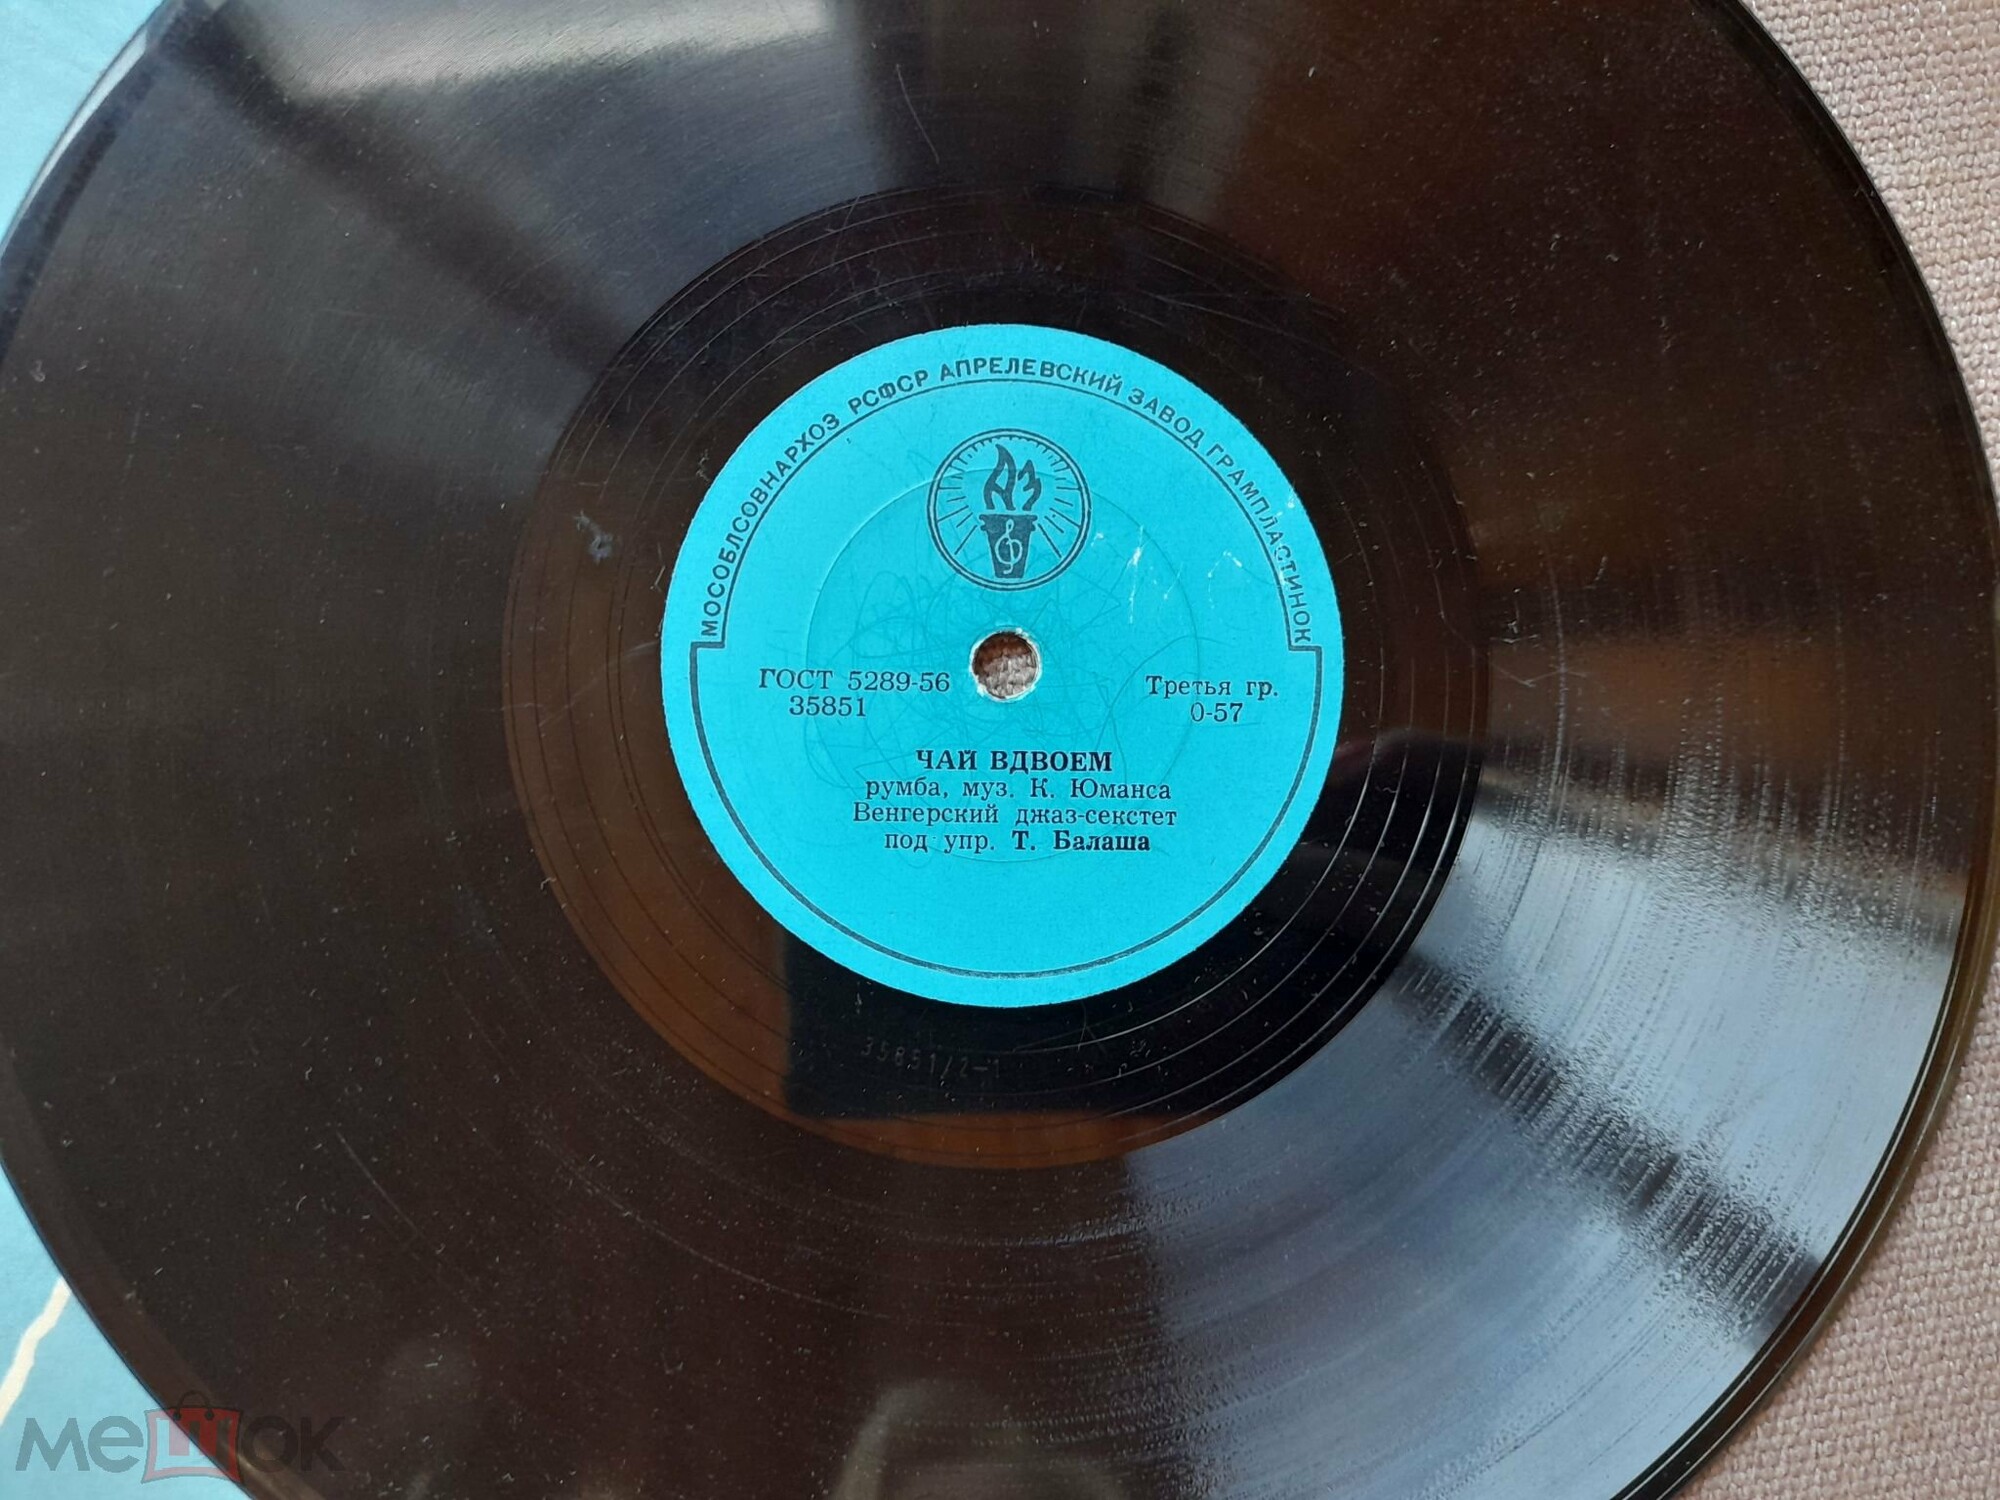 МОСОБЛСОВНАРХОЗ РСФСР АПРЕЛЕВСКИЙ ЗАВОД ГРАМПЛАСТИНОК
АЗ
ГОСТ 5289-56
35851
Третья гр.
0-57
ЧАЙ ВДВОЕМ
румба, муз. К. Юманса
Венгерский джаз-секстет
под упр. Т. Балаша
35851/2-1
мешок